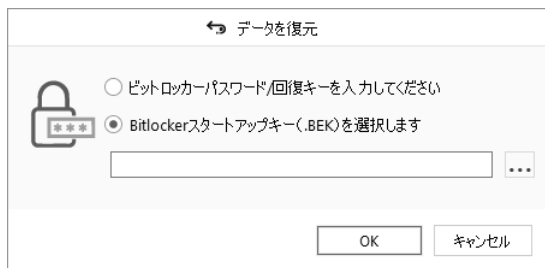 データを復元
ビットロッカーパスワード/回復キーを入力してください
***
Bitlockerスタートアップキー(.BEK)を選択します
...
OK キャンセル